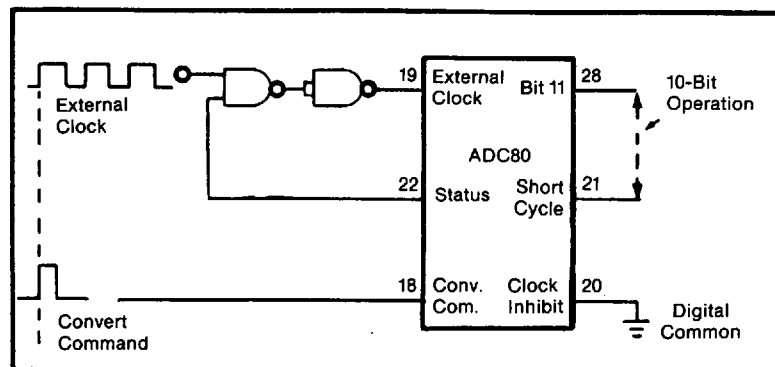 19
External
Clock
Bit 11
28
10-Bit
Operation
External
Clock
ADC80
22
Status
Short
Cycle
21
18
Conv.
Com.
Clock
Inhibit
20
Convert
Command
Digital
Common